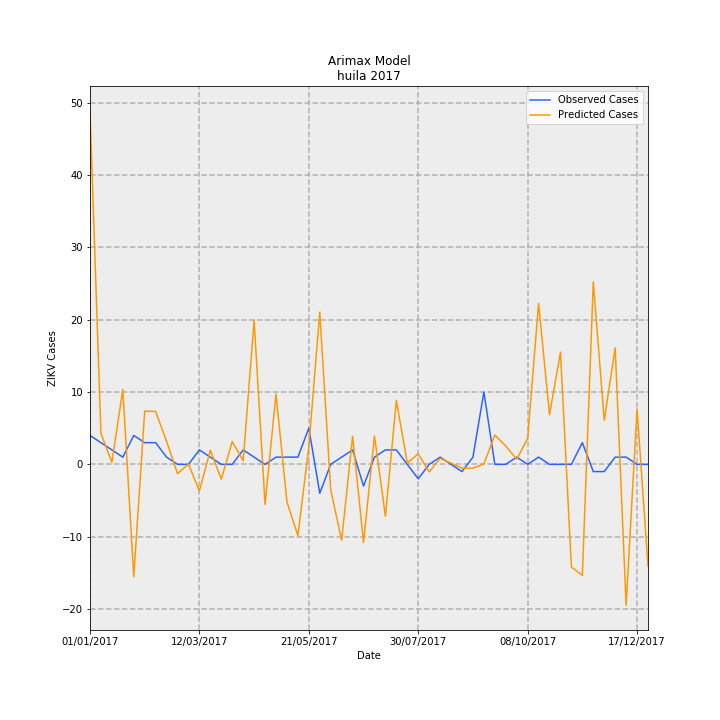 Arimax Model
huila 2017
Observed Cases
Predicted Cases
ZIKV Cases
50
40
30
20
10
0
−10
−20
01/01/2017
12/03/2017
21/05/2017
30/07/2017
08/10/2017
17/12/2017
Date